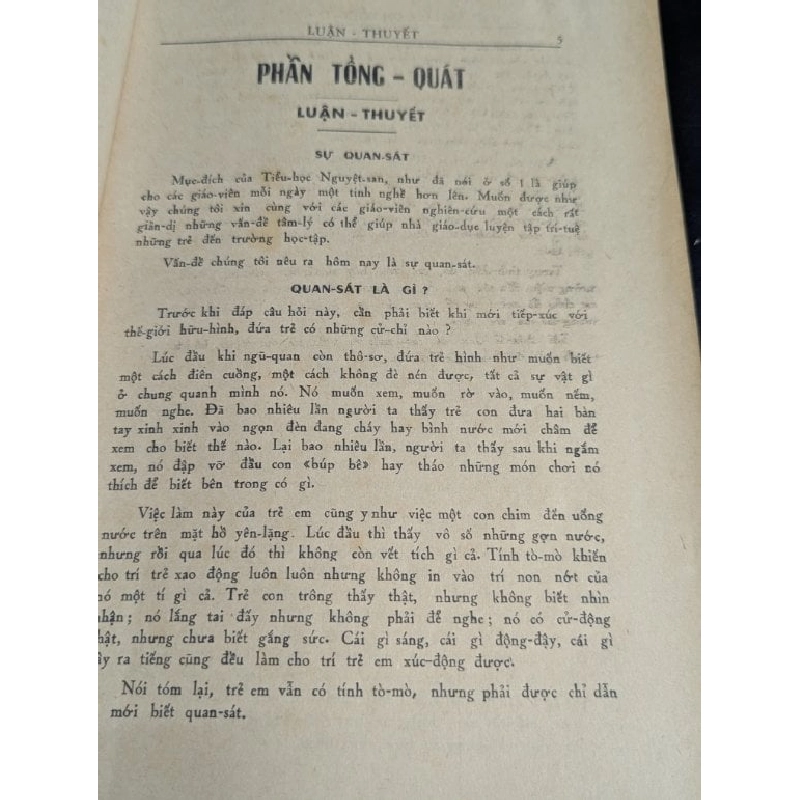 LUẬN - THUYẾT 5
PHẦN TỔNG - QUÁT
LUẬN - THUYẾT
SỰ QUAN-SÁT
Mục-đích của Tiểu-học Nguyệt-san, như đã nói ở số 1 là giúp
cho các giáo-viên mỗi ngày một tinh nghề hơn lên. Muốn được như
vậy chúng tôi xin cùng với các giáo-viên nghiên-cứu một cách rất
giản-dị những vấn-đề tâm-lý có thể giúp nhà giáo-dục luyện tập trí-tuệ
những trẻ đến trường học-tập.
Vấn-đề chúng tôi nêu ra hôm nay là sự quan-sát.
QUAN-SÁT LÀ GÌ ?
Trước khi đáp câu hỏi này, cần phải biết khi mới tiếp-xúc với
thế-giới hữu-hình, đứa trẻ có những cử-chỉ nào ?
Lúc đầu khi ngũ-quan còn thô-sơ, đứa trẻ hình như muốn biết
một cách điên cuồng, một cách không đè nén được, tất cả sự vật gì
ở chung quanh mình nó. Nó muốn xem, muốn rờ vào, muốn nếm,
muốn nghe. Đã bao nhiêu lần người ta thấy trẻ con đưa hai bàn
tay xinh xinh vào ngọn đèn đang cháy hay bình nước mới châm để
xem cho biết thế nào. Lại bao nhiêu lần, người ta thấy sau khi ngắm
xem, nó đập vỡ đầu con «búp bê» hay tháo những món chơi nó
thích để biết bên trong có gì.
Việc làm này của trẻ em cũng y như việc một con chim đến uống
nước trên mặt hồ yên-lặng. Lúc đầu thì thấy vô số những gợn nước,
nhưng rồi qua lúc đó thì không còn vết tích gì cả. Tính tò-mò khiến
cho trí trẻ xao động luôn luôn nhưng không in vào trí non nớt của
nó một tí gì cả. Trẻ con trông thấy thật, nhưng không biết nhìn
nhận ; nó lắng tai đấy nhưng không phải để nghe ; nó có cử-động
thật, nhưng chưa biết gắng sức. Cái gì sáng, cái gì động-đậy, cái gì
ây ra tiếng cũng đều làm cho trí trẻ em xúc-động được.
Nói tóm lại, trẻ em vẫn có tính tò-mò, nhưng phải được chỉ dẫn
mới biết quan-sát.